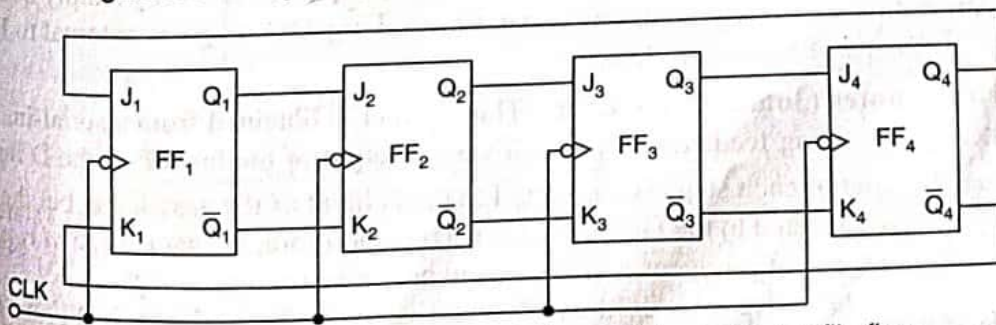 J₁ Q₁ J₂ Q₂ J₃ Q₃ J₄ Q₄
FF₁ FF₂ FF₃ FF₄
K₁ Q̅₁ K₂ Q̅₂ K₃ Q̅₃ K₄ Q̅₄
CLK